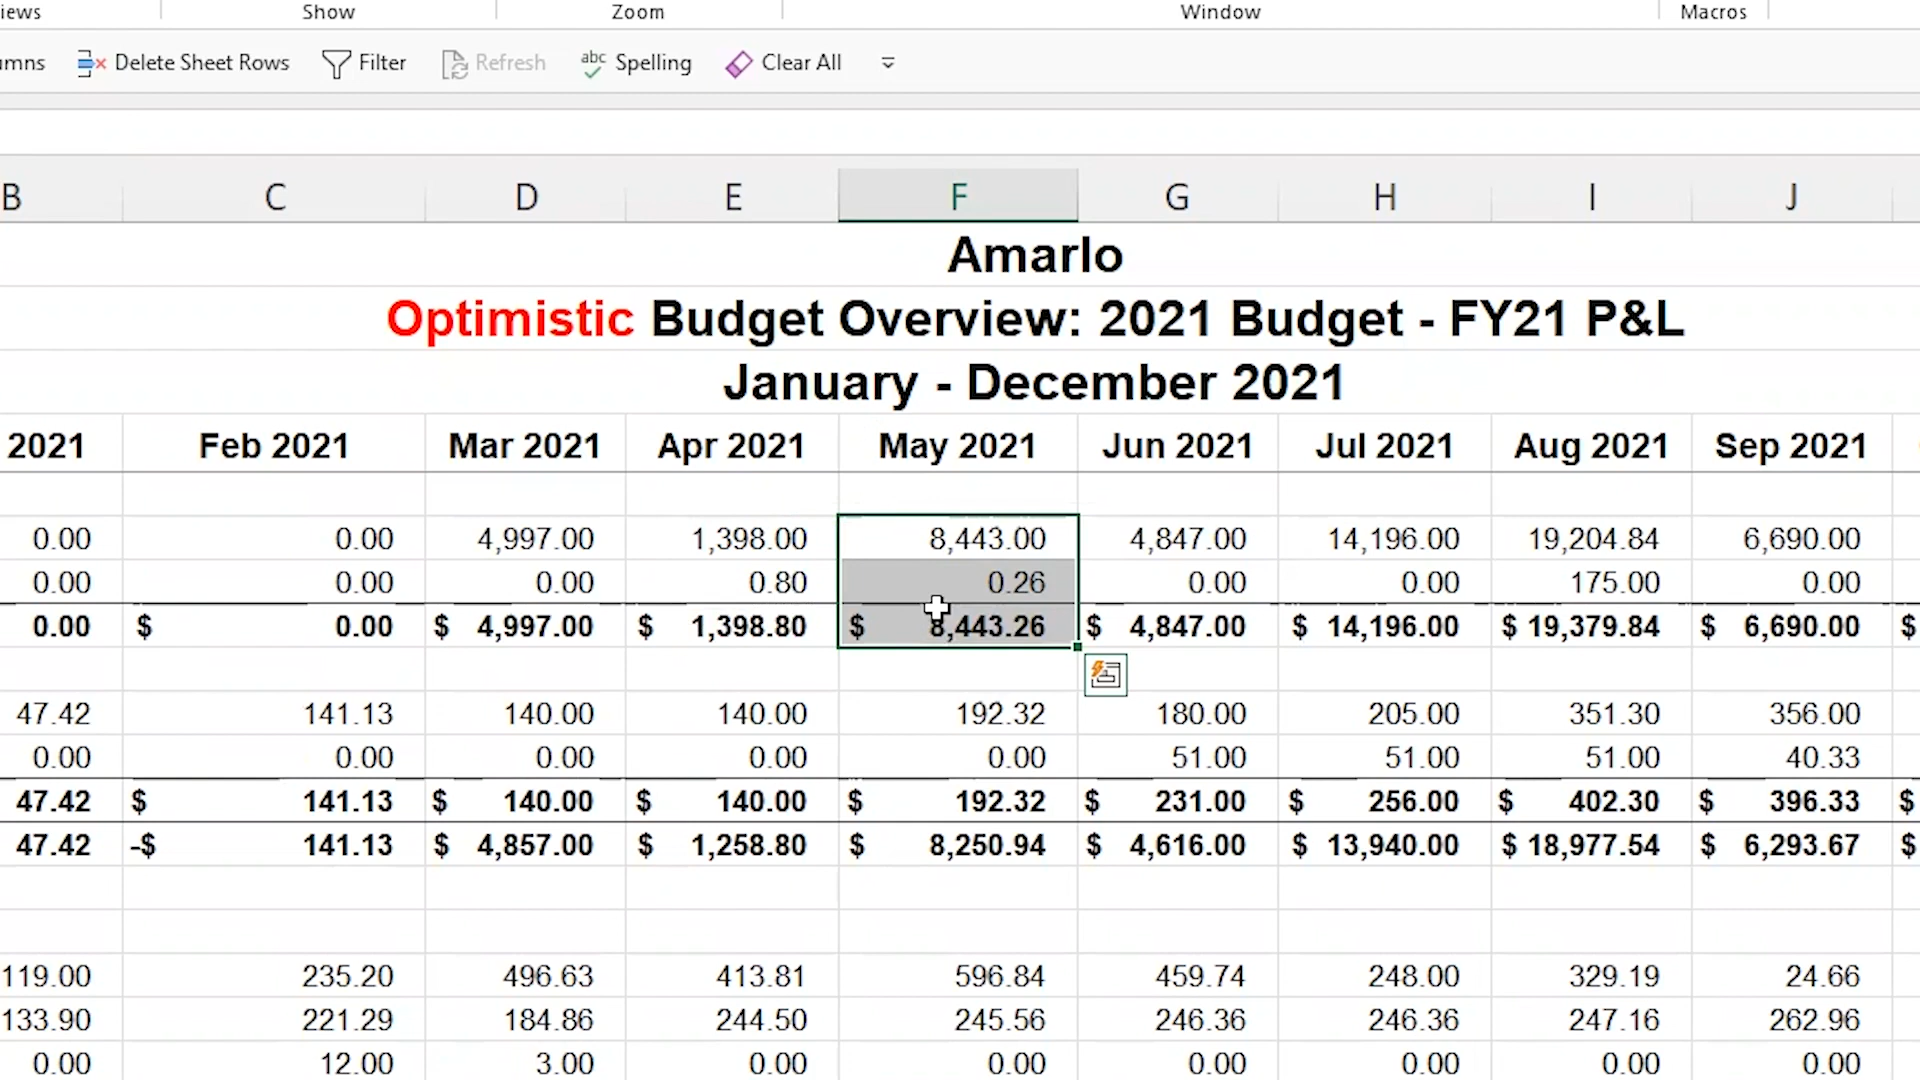 iews Show Zoom Window Macros
umns Delete Sheet Rows Filter Refresh abc Spelling Clear All
B C D E F G H I J
Amarlo
Optimistic Budget Overview: 2021 Budget - FY21 P&L
January - December 2021
2021 Feb 2021 Mar 2021 Apr 2021 May 2021 Jun 2021 Jul 2021 Aug 2021 Sep 2021
0.00 0.00 4,997.00 1,398.00 8,443.00 4,847.00 14,196.00 19,204.84 6,690.00
0.00 0.00 0.00 0.80 0.26 0.00 0.00 175.00 0.00
0.00 $ 0.00 $ 4,997.00 $ 1,398.80 $ 8,443.26 $ 4,847.00 $ 14,196.00 $ 19,379.84 $ 6,690.00 $
47.42 141.13 140.00 140.00 192.32 180.00 205.00 351.30 356.00
0.00 0.00 0.00 0.00 0.00 51.00 51.00 51.00 40.33
47.42 $ 141.13 $ 140.00 $ 140.00 $ 192.32 $ 231.00 $ 256.00 $ 402.30 $ 396.33 $
47.42 -$ 141.13 $ 4,857.00 $ 1,258.80 $ 8,250.94 $ 4,616.00 $ 13,940.00 $ 18,977.54 $ 6,293.67 $
119.00 235.20 496.63 413.81 596.84 459.74 248.00 329.19 24.66
133.90 221.29 184.86 244.50 245.56 246.36 246.36 247.16 262.96
0.00 12.00 3.00 0.00 0.00 0.00 0.00 0.00 0.00